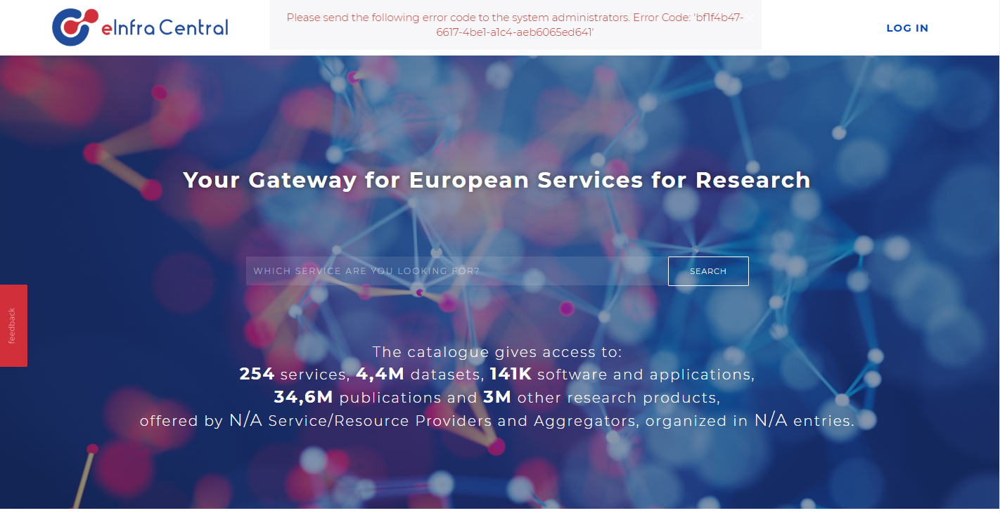 eInfraCentral
Please send the following error code to the system administrators. Error Code: 'bf1f4b47-
6617-4be1-a1c4-aeb6065ed641'
LOG IN
Your Gateway for European Services for Research
WHICH SERVICE ARE YOU LOOKING FOR?
SEARCH
feedback
The catalogue gives access to:
254 services, 4,4M datasets, 141K software and applications,
34,6M publications and 3M other research products,
offered by N/A Service/Resource Providers and Aggregators, organized in N/A entries.